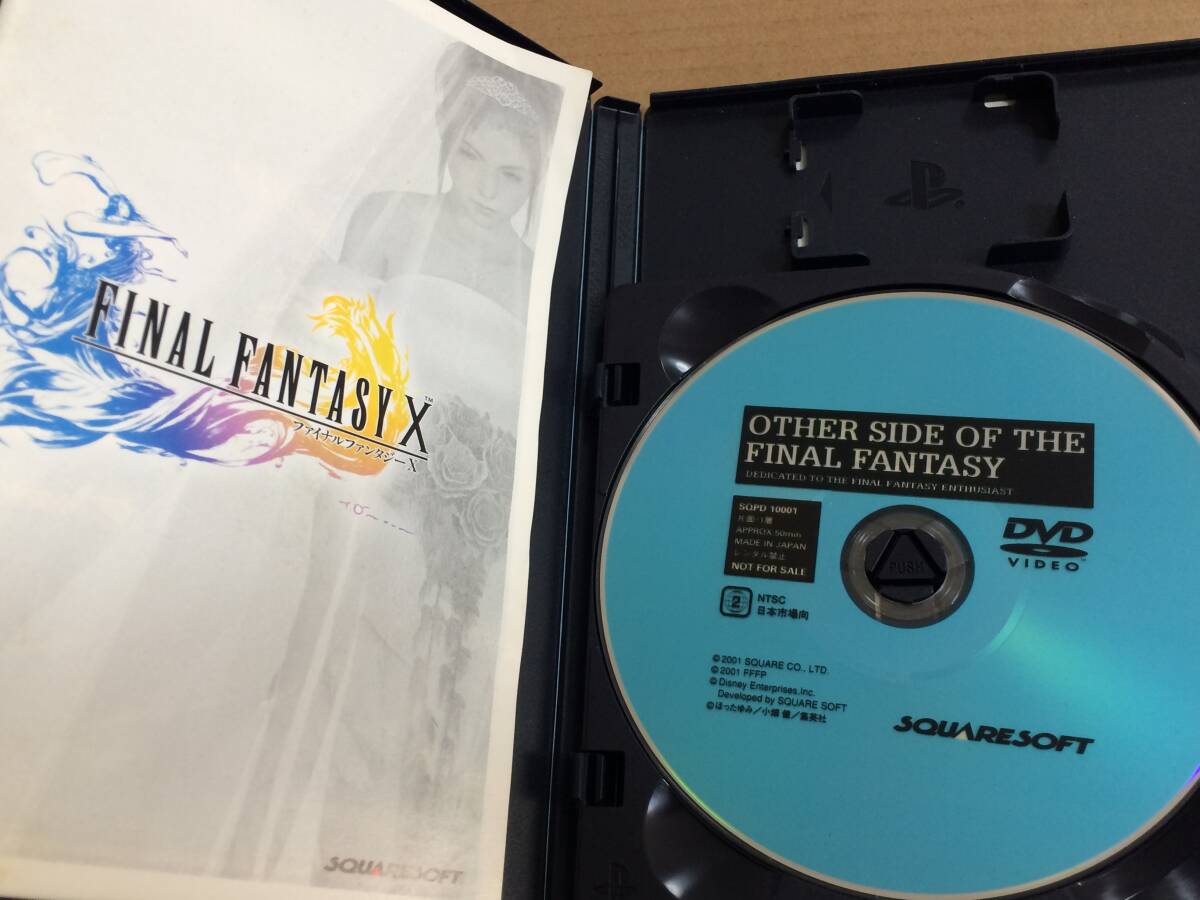 FINAL FANTASY X™
ファイナルファンタジーX
SQUARESOFT
OTHER SIDE OF THE
FINAL FANTASY
DEDICATED TO THE FINAL FANTASY ENTHUSIAST
SQPD 10001
片面・1層
APPROX 50mm
MADE IN JAPAN
レンタル禁止
NOT FOR SALE
PUSH
DVD
VIDEO™
2
NTSC
日本市場向
© 2001 SQUARE CO., LTD.
© 2001 FFFP
© Disney Enterprises,Inc.
Developed by SQUARE SOFT
©ほったゆみ／小畑 健／集英社
SQUARESOFT